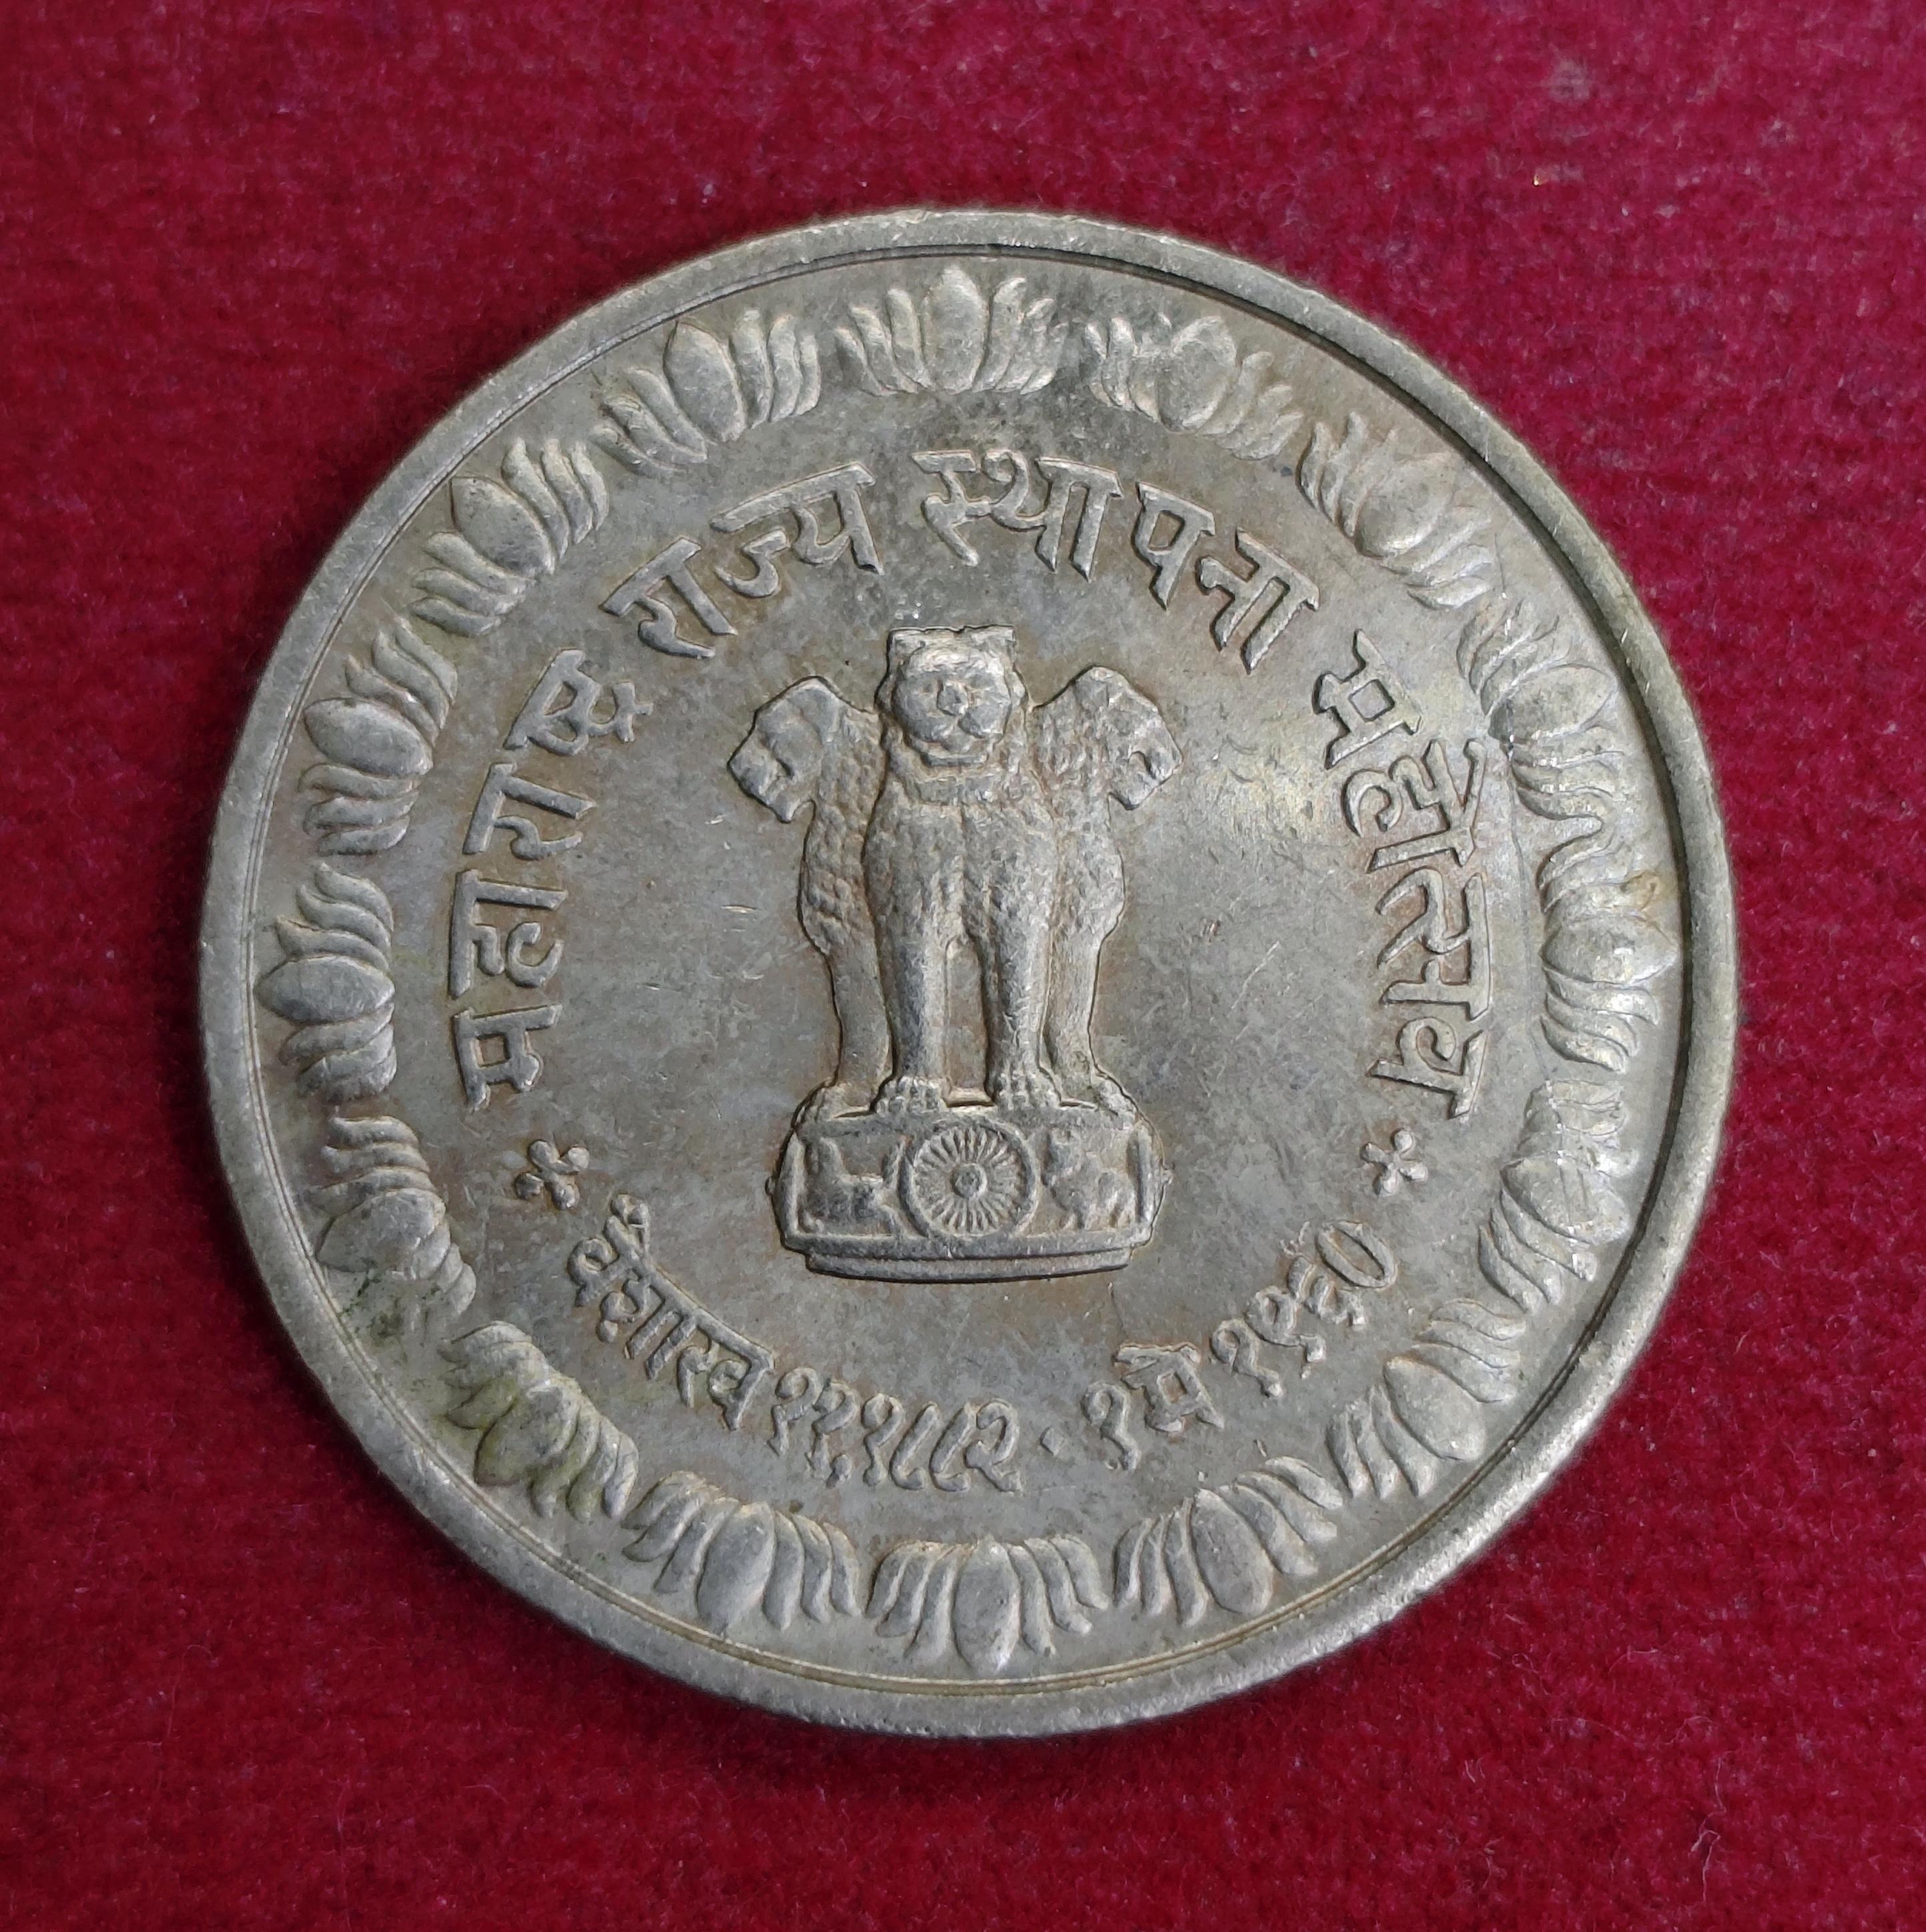 महाराष्ट्र राज्य स्थापना महोत्सव
वैशाख ११,१८८२ · १ मे १९६०